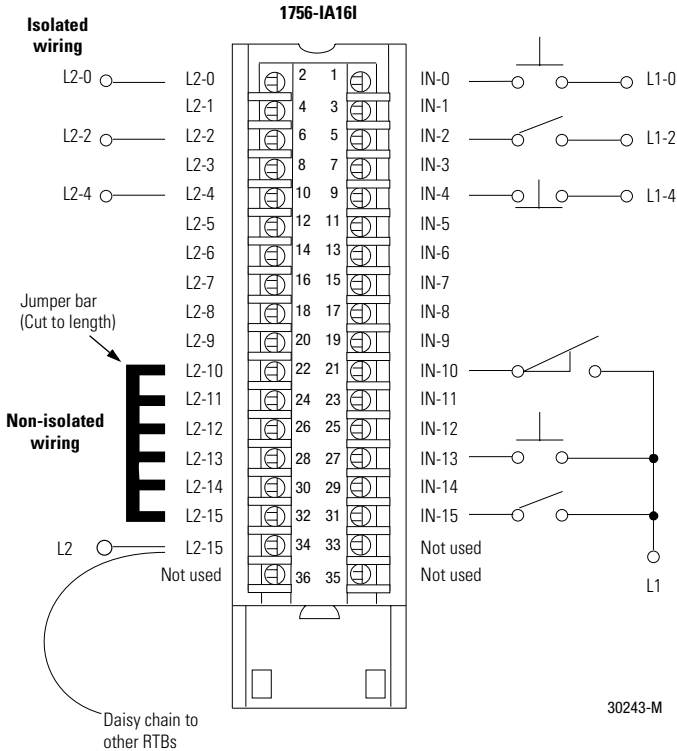 1756-IA16I
Isolated
wiring
L2-0 L2-0 2 1 IN-0 L1-0
L2-1 4 3 IN-1
L2-2 L2-2 6 5 IN-2 L1-2
L2-3 8 7 IN-3
L2-4 L2-4 10 9 IN-4 L1-4
L2-5 12 11 IN-5
L2-6 14 13 IN-6
L2-7 16 15 IN-7
Jumper bar
(Cut to length)
L2-8 18 17 IN-8
L2-9 20 19 IN-9
L2-10 22 21 IN-10
L2-11 24 23 IN-11
Non-isolated
wiring
L2-12 26 25 IN-12
L2-13 28 27 IN-13
L2-14 30 29 IN-14
L2-15 32 31 IN-15
L2 L2-15 34 33 Not used
Not used 36 35 Not used
L1
Daisy chain to
other RTBs
30243-M